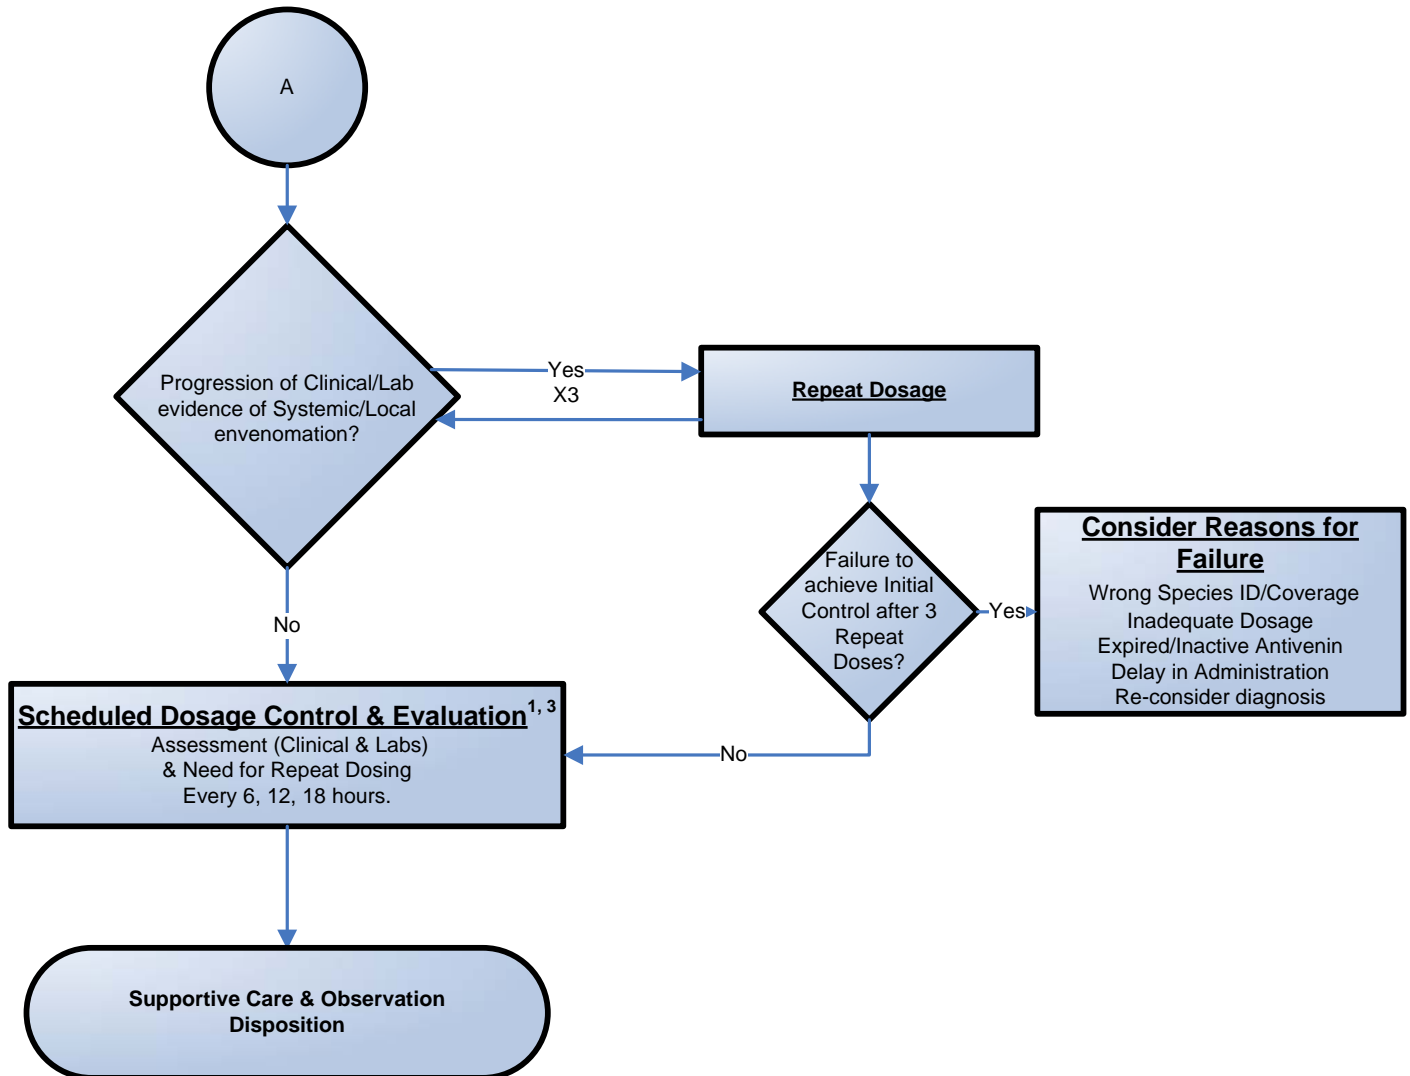 A
Progression of Clinical/Lab
evidence of Systemic/Local
envenomation?
Yes
X3
Repeat Dosage
Failure to
achieve Initial
Control after 3
Repeat
Doses?
Yes
Consider Reasons for
Failure
Wrong Species ID/Coverage
Inadequate Dosage
Expired/Inactive Antivenin
Delay in Administration
Re-consider diagnosis
No
No
Scheduled Dosage Control & Evaluation1, 3
Assessment (Clinical & Labs)
& Need for Repeat Dosing
Every 6, 12, 18 hours.
Supportive Care & Observation
Disposition